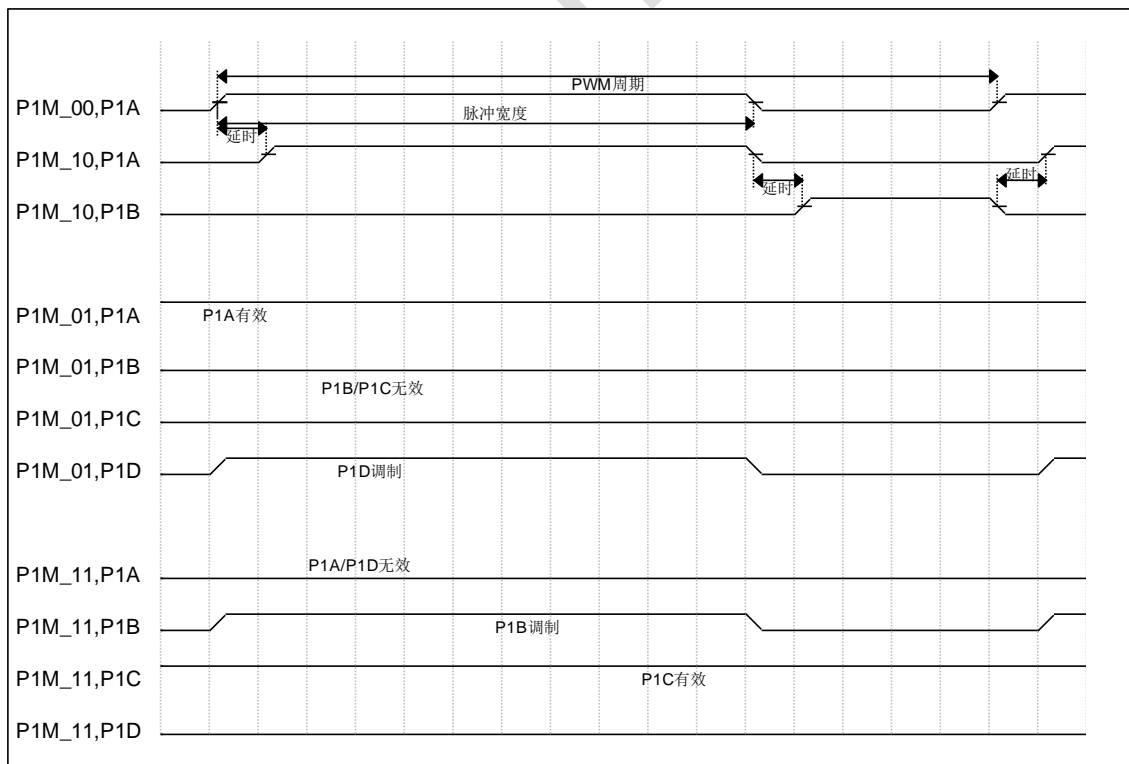 PWM周期
P1M_00,P1A
脉冲宽度
延时
P1M_10,P1A
延时
延时
P1M_10,P1B
P1M_01,P1A
P1A有效
P1M_01,P1B
P1B/P1C无效
P1M_01,P1C
P1M_01,P1D
P1D调制
P1A/P1D无效
P1M_11,P1A
P1M_11,P1B
P1B调制
P1M_11,P1C
P1C有效
P1M_11,P1D